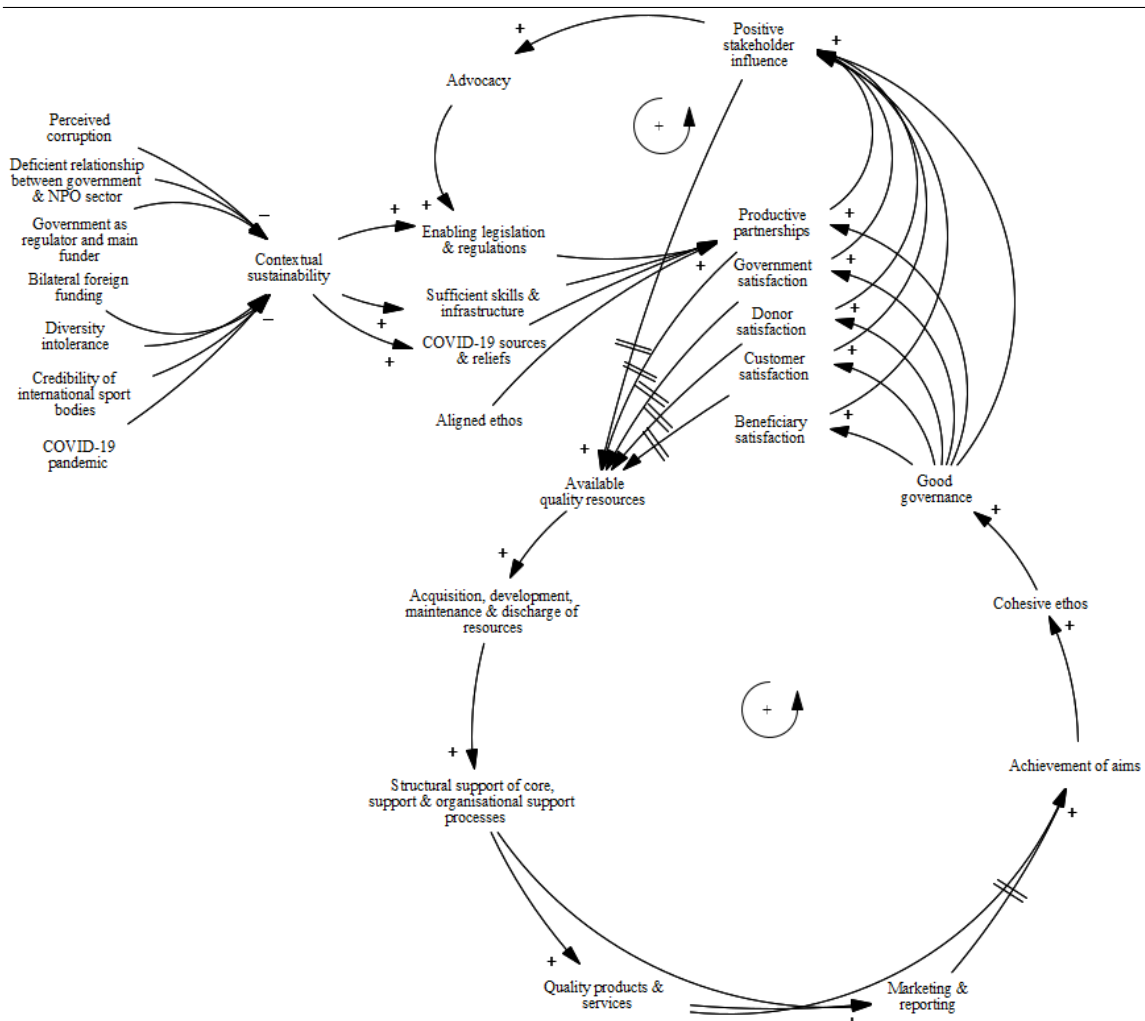 Positive
stakeholder
influence
+
+
Advocacy
+
Perceived
corruption
Deficient relationship
between government
& NPO sector
Government as
regulator and main
funder
Bilateral foreign
funding
Diversity
intolerance
Credibility of
international sport
bodies
COVID-19
pandemic
–
–
Contextual
sustainability
+
+
+
+
Enabling legislation
& regulations
Sufficient skills &
infrastructure
COVID-19 sources
& reliefs
Aligned ethos
+
Productive
partnerships
+
Government
satisfaction
+
Donor
satisfaction
+
Customer
satisfaction
+
Beneficiary
satisfaction
+
+
Available
quality resources
Good
governance
+
+
Acquisition, development,
maintenance & discharge of
resources
Cohesive ethos
+
+
+
Structural support of core,
support & organisational support
processes
Achievement of aims
+
+
Quality products &
services
Marketing &
reporting
+